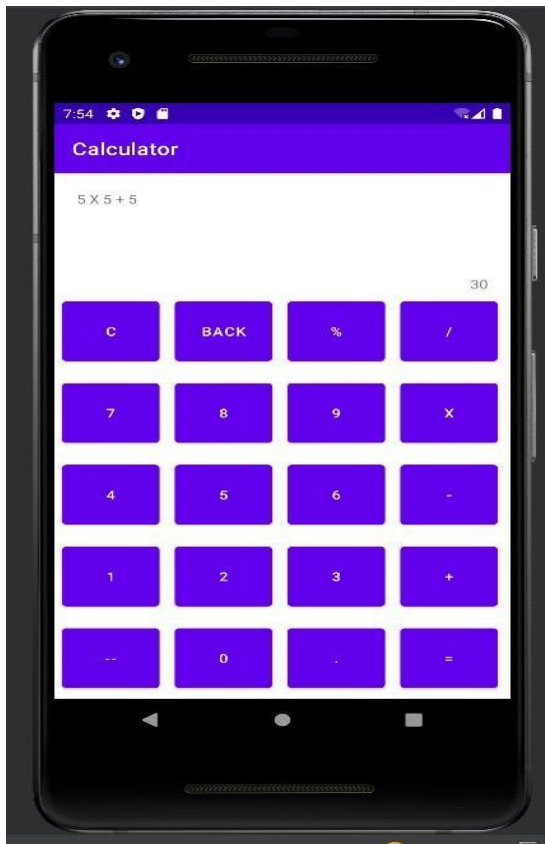 7:54
Calculator
5 X 5 + 5
30
C BACK % /
7 8 9 X
4 5 6 -
1 2 3 +
-- 0 . =